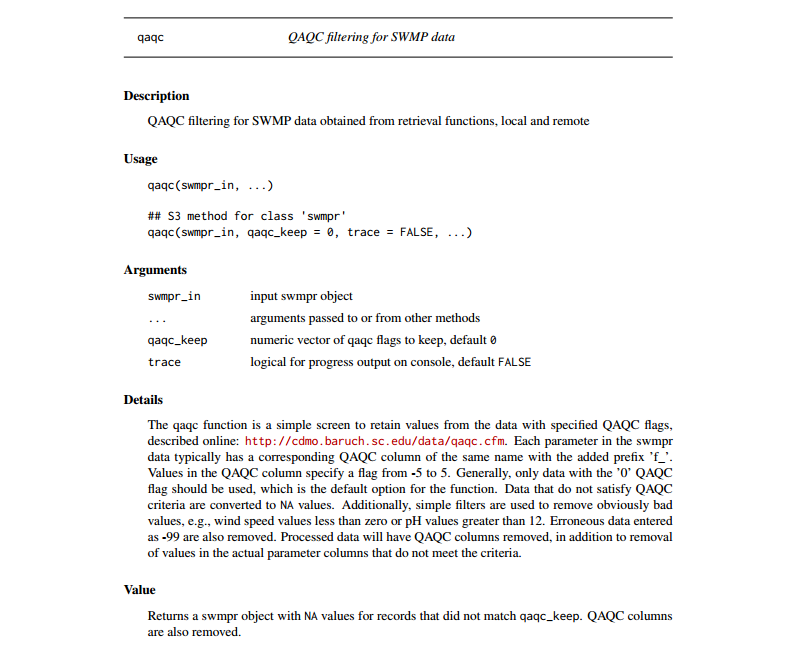 qaqc QAQC filtering for SWMP data
Description
QAQC filtering for SWMP data obtained from retrieval functions, local and remote
Usage
qaqc(swmpr_in, ...)
## S3 method for class 'swmpr'
qaqc(swmpr_in, qaqc_keep = 0, trace = FALSE, ...)
Arguments
swmpr_in input swmpr object
... arguments passed to or from other methods
qaqc_keep numeric vector of qaqc flags to keep, default 0
trace logical for progress output on console, default FALSE
Details
The qaqc function is a simple screen to retain values from the data with specified QAQC flags,
described online: http://cdmo.baruch.sc.edu/data/qaqc.cfm. Each parameter in the swmpr
data typically has a corresponding QAQC column of the same name with the added prefix ’f_’.
Values in the QAQC column specify a flag from -5 to 5. Generally, only data with the ’0’ QAQC
flag should be used, which is the default option for the function. Data that do not satisfy QAQC
criteria are converted to NA values. Additionally, simple filters are used to remove obviously bad
values, e.g., wind speed values less than zero or pH values greater than 12. Erroneous data entered
as -99 are also removed. Processed data will have QAQC columns removed, in addition to removal
of values in the actual parameter columns that do not meet the criteria.
Value
Returns a swmpr object with NA values for records that did not match qaqc_keep. QAQC columns
are also removed.